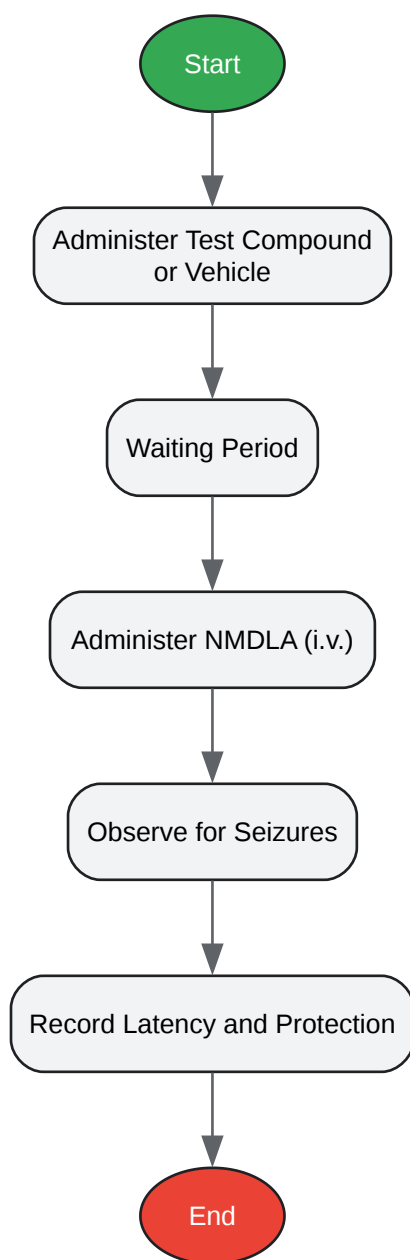 Start
Administer Test Compound
or Vehicle
Waiting Period
Administer NMDLA (i.v.)
Observe for Seizures
Record Latency and Protection
End